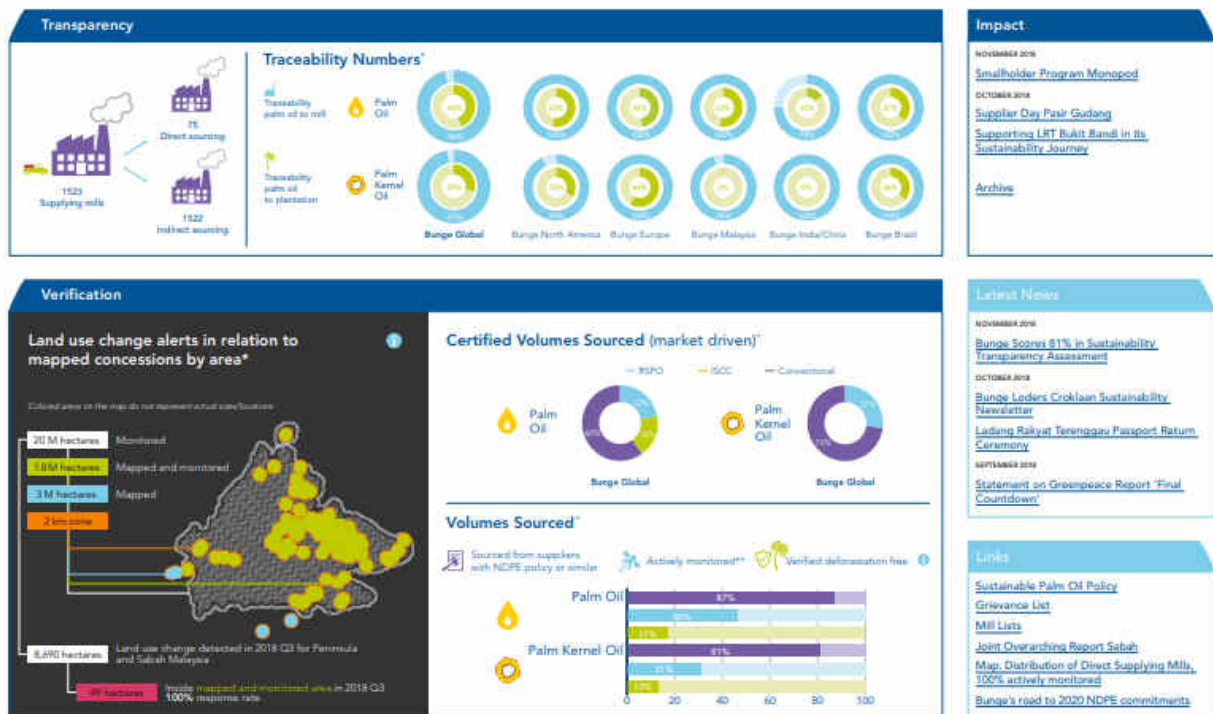 Transparency
Traceability Numbers*
Traceability
palm oil to mill
Palm
Oil
Traceability
palm oil
to plantation
Palm
Kernel
Oil
75
Direct sourcing
1523
Supplying mills
1522
Indirect sourcing
Bunge Global
Bunge North America
Bunge Europe
Bunge Malaysia
Bunge India/China
Bunge Brazil
Impact
NOVEMBER 2018
Smallholder Program Monopod
OCTOBER 2018
Supplier Day Pasir Gudang
Supporting LRT Bukit Bandi in its
Sustainability Journey
Archive
Verification
Land use change alerts in relation to
mapped concessions by area*
Colored areas on the map do not represent actual
20 M hectares
Monitored
1.8 M hectares
Mapped and monitored
3 M hectares
Mapped
2 km zone
8,690 hectares
Land use change detected in 2018 Q3 for Peninsula
and Sabah Malaysia
hectares
Inside mapped and monitored area in 2018 Q3
100% response rate
Certified Volumes Sourced (market driven)*
RSPO
ISCC
Conventional
Palm
Oil
Bunge Global
Palm
Kernel
Oil
Bunge Global
Volumes Sourced*
Sourced from suppliers
with NDPE policy or similar
Actively monitored**
Verified deforestation free
Palm Oil
87%
17%
Palm Kernel Oil
81%
31%
0
20
40
60
80
100
Latest News
NOVEMBER 2018
Bunge Scores 81% in Sustainability
Transparency Assessment
OCTOBER 2018
Bunge Loders Croklaan Sustainability
Newsletter
Ladang Rakyat Terenggau Passport Return
Ceremony
SEPTEMBER 2018
Statement on Greenpeace Report 'Final
Countdown'
Links
Sustainable Palm Oil Policy
Grievance List
Mill Lists
Joint Overarching Report Sabah
Map. Distribution of Direct Supplying Mills,
100% actively monitored
Bunge's road to 2020 NDPE commitments